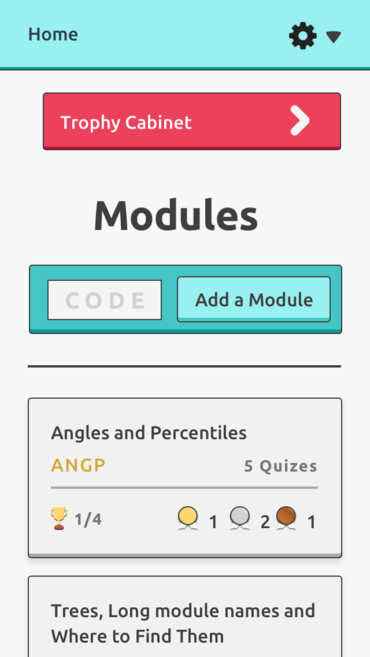 Home
Trophy Cabinet
Modules
CODE
Add a Module
Angles and Percentiles
ANGP
5 Quizes
1/4
1
2
1
Trees, Long module names and
Where to Find Them